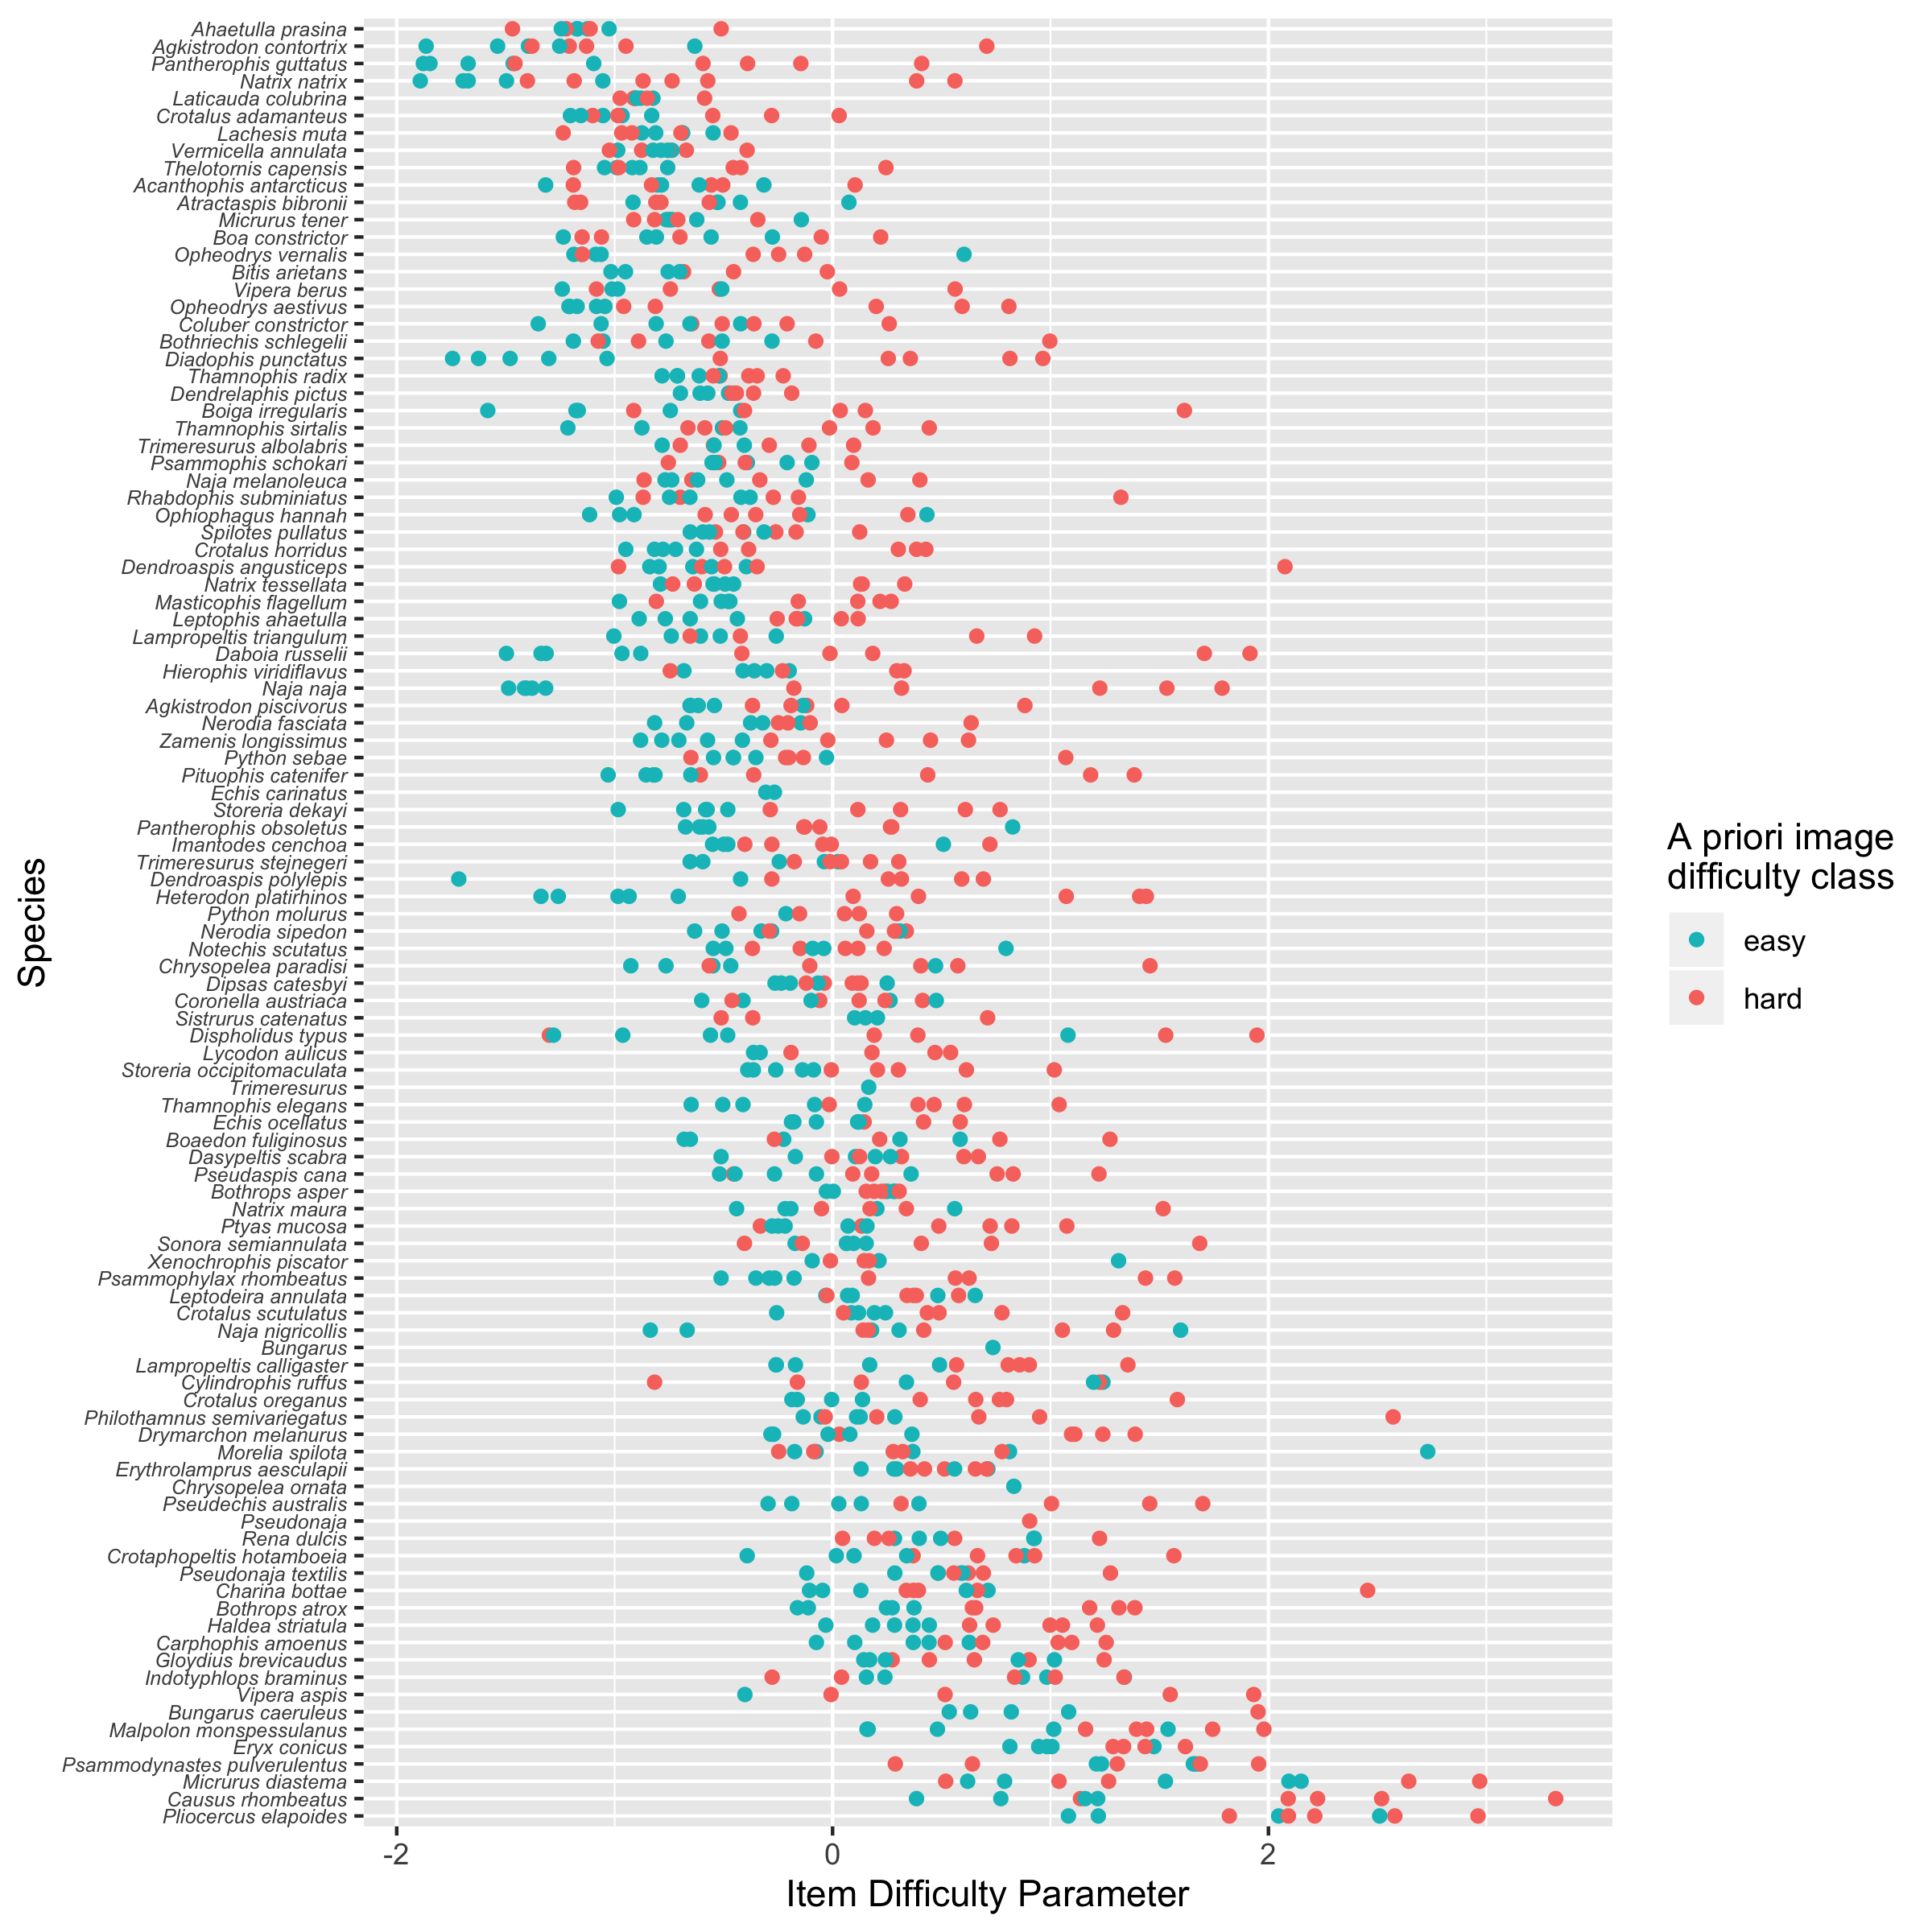 Ahaetulla prasina
Agkistrodon contortrix
Pantherophis guttatus
Natrix natrix
Laticauda colubrina
Crotalus adamanteus
Lachesis muta
Vermicella annulata
Thelotornis capensis
Acanthophis antarcticus
Atractaspis bibronii
Micrurus tener
Boa constrictor
Opheodrys vernalis
Bitis arietans
Vipera berus
Opheodrys aestivus
Coluber constrictor
Bothriechis schlegelii
Diadophis punctatus
Thamnophis radix
Dendrelaphis pictus
Boiga irregularis
Thamnophis sirtalis
Trimeresurus albolabris
Psammophis schokari
Naja melanoleuca
Rhabdophis subminiatus
Ophiophagus hannah
Spilotes pullatus
Crotalus horridus
Dendroaspis angusticeps
Natrix tessellata
Masticophis flagellum
Leptophis ahaetulla
Lampropeltis triangulum
Daboia russelii
Hierophis viridiflavus
Naja naja
Agkistrodon piscivorus
Nerodia fasciata
Zamenis longissimus
Python sebae
Pituophis catenifer
Echis carinatus
Storeria dekayi
Pantherophis obsoletus
Imantodes cenchoa
Trimeresurus stejnegeri
Dendroaspis polylepis
Heterodon platirhinos
Python molurus
Nerodia sipedon
Notechis scutatus
Chrysopelea paradisi
Dipsas catesbyi
Coronella austriaca
Sistrurus catenatus
Dispholidus typus
Lycodon aulicus
Storeria occipitomaculata
Trimeresurus
Thamnophis elegans
Echis ocellatus
Boaedon fuliginosus
Dasypeltis scabra
Pseudaspis cana
Bothrops asper
Natrix maura
Ptyas mucosa
Sonora semiannulata
Xenochrophis piscator
Psammophylax rhombeatus
Leptodeira annulata
Crotalus scutulatus
Naja nigricollis
Bungarus
Lampropeltis calligaster
Cylindrophis ruffus
Crotalus oreganus
Philothamnus semivariegatus
Drymarchon melanurus
Morelia spilota
Erythrolamprus aesculapii
Chrysopelea ornata
Pseudechis australis
Pseudonaja
Rena dulcis
Crotaphopeltis hotamboeia
Pseudonaja textilis
Charina bottae
Bothrops atrox
Haldea striatula
Carphophis amoenus
Gloydius brevicaudus
Indotyphlops braminus
Vipera aspis
Bungarus caeruleus
Malpolon monspessulanus
Eryx conicus
Psammodynastes pulverulentus
Micrurus diastema
Causus rhombeatus
Pliocercus elapoides
Species
-2 0 2
Item Difficulty Parameter
A priori image
difficulty class
easy
hard